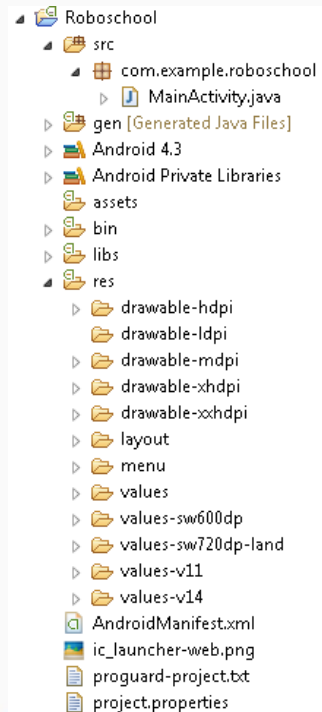 Roboschool
src
com.example.roboschool
MainActivity.java
gen [Generated Java Files]
Android 4.3
Android Private Libraries
assets
bin
libs
res
drawable-hdpi
drawable-ldpi
drawable-mdpi
drawable-xhdpi
drawable-xxhdpi
layout
menu
values
values-sw600dp
values-sw720dp-land
values-v11
values-v14
AndroidManifest.xml
ic_launcher-web.png
proguard-project.txt
project.properties